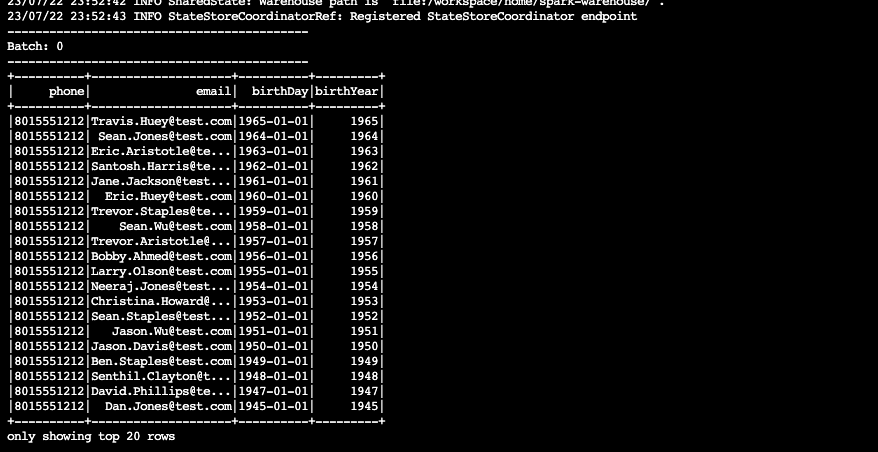 23/07/22 23:52:42 INFO SharedState: Warehouse path is 'file:/workspace/home/spark-warehouse/'.
23/07/22 23:52:43 INFO StateStoreCoordinatorRef: Registered StateStoreCoordinator endpoint
-------------------------------------------
Batch: 0
-------------------------------------------
+----------+--------------------+----------+---------+
|     phone|               email|  birthDay|birthYear|
+----------+--------------------+----------+---------+
|8015551212|Travis.Huey@test.com|1965-01-01|     1965|
|8015551212| Sean.Jones@test.com|1964-01-01|     1964|
|8015551212|Eric.Aristotle@te...|1963-01-01|     1963|
|8015551212|Santosh.Harris@te...|1962-01-01|     1962|
|8015551212|Jane.Jackson@test...|1961-01-01|     1961|
|8015551212|  Eric.Huey@test.com|1960-01-01|     1960|
|8015551212|Trevor.Staples@te...|1959-01-01|     1959|
|8015551212|    Sean.Wu@test.com|1958-01-01|     1958|
|8015551212|Trevor.Aristotle@...|1957-01-01|     1957|
|8015551212|Bobby.Ahmed@test.com|1956-01-01|     1956|
|8015551212|Larry.Olson@test.com|1955-01-01|     1955|
|8015551212|Neeraj.Jones@test...|1954-01-01|     1954|
|8015551212|Christina.Howard@...|1953-01-01|     1953|
|8015551212|Sean.Staples@test...|1952-01-01|     1952|
|8015551212|   Jason.Wu@test.com|1951-01-01|     1951|
|8015551212|Jason.Davis@test.com|1950-01-01|     1950|
|8015551212|Ben.Staples@test.com|1949-01-01|     1949|
|8015551212|Senthil.Clayton@t...|1948-01-01|     1948|
|8015551212|David.Phillips@te...|1947-01-01|     1947|
|8015551212|  Dan.Jones@test.com|1945-01-01|     1945|
+----------+--------------------+----------+---------+
only showing top 20 rows